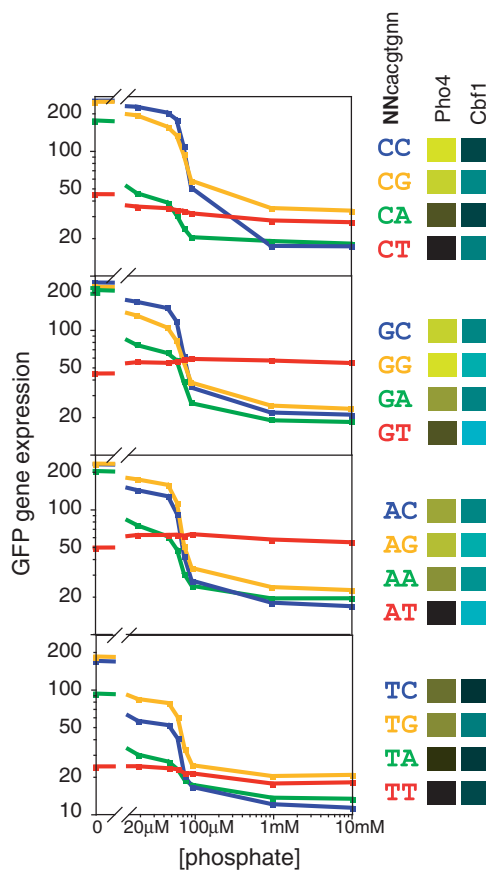 NNcacgtgnn
Pho4
Cbf1
GFP gene expression
200
100
50
20
CC
CG
CA
CT
200
100
50
20
GC
GG
GA
GT
200
100
50
20
AC
AG
AA
AT
200
100
50
20
10
TC
TG
TA
TT
0 20µM 100µM 1mM 10mM
[phosphate]